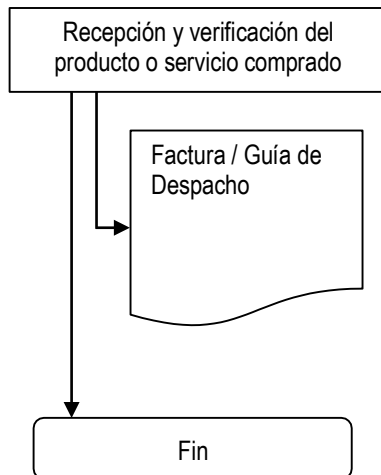 Recepción y verificación del
producto o servicio comprado
Factura / Guía de
Despacho
Fin